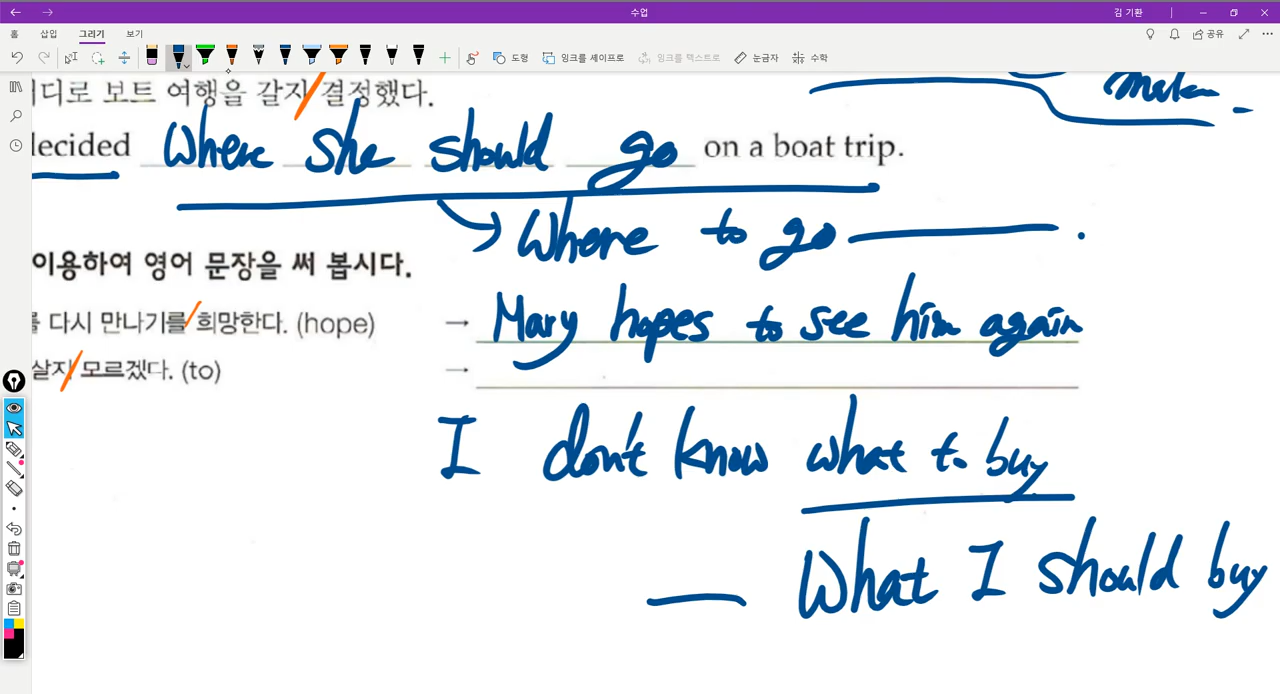 수업
김 기환
홈 삽입 그리기 보기
공유
도형 잉크를 셰이프로 잉크를 텍스트로 눈금자 수학
디로 보트 여행을 갈지 / 결정했다.
make
decided where she should go on a boat trip.
→ Where to go .
이용하여 영어 문장을 써 봅시다.
를 다시 만나기를 / 희망한다. (hope) → Mary hopes to see him again
살지 / 모르겠다. (to) →
I don't know what to buy
What I should buy